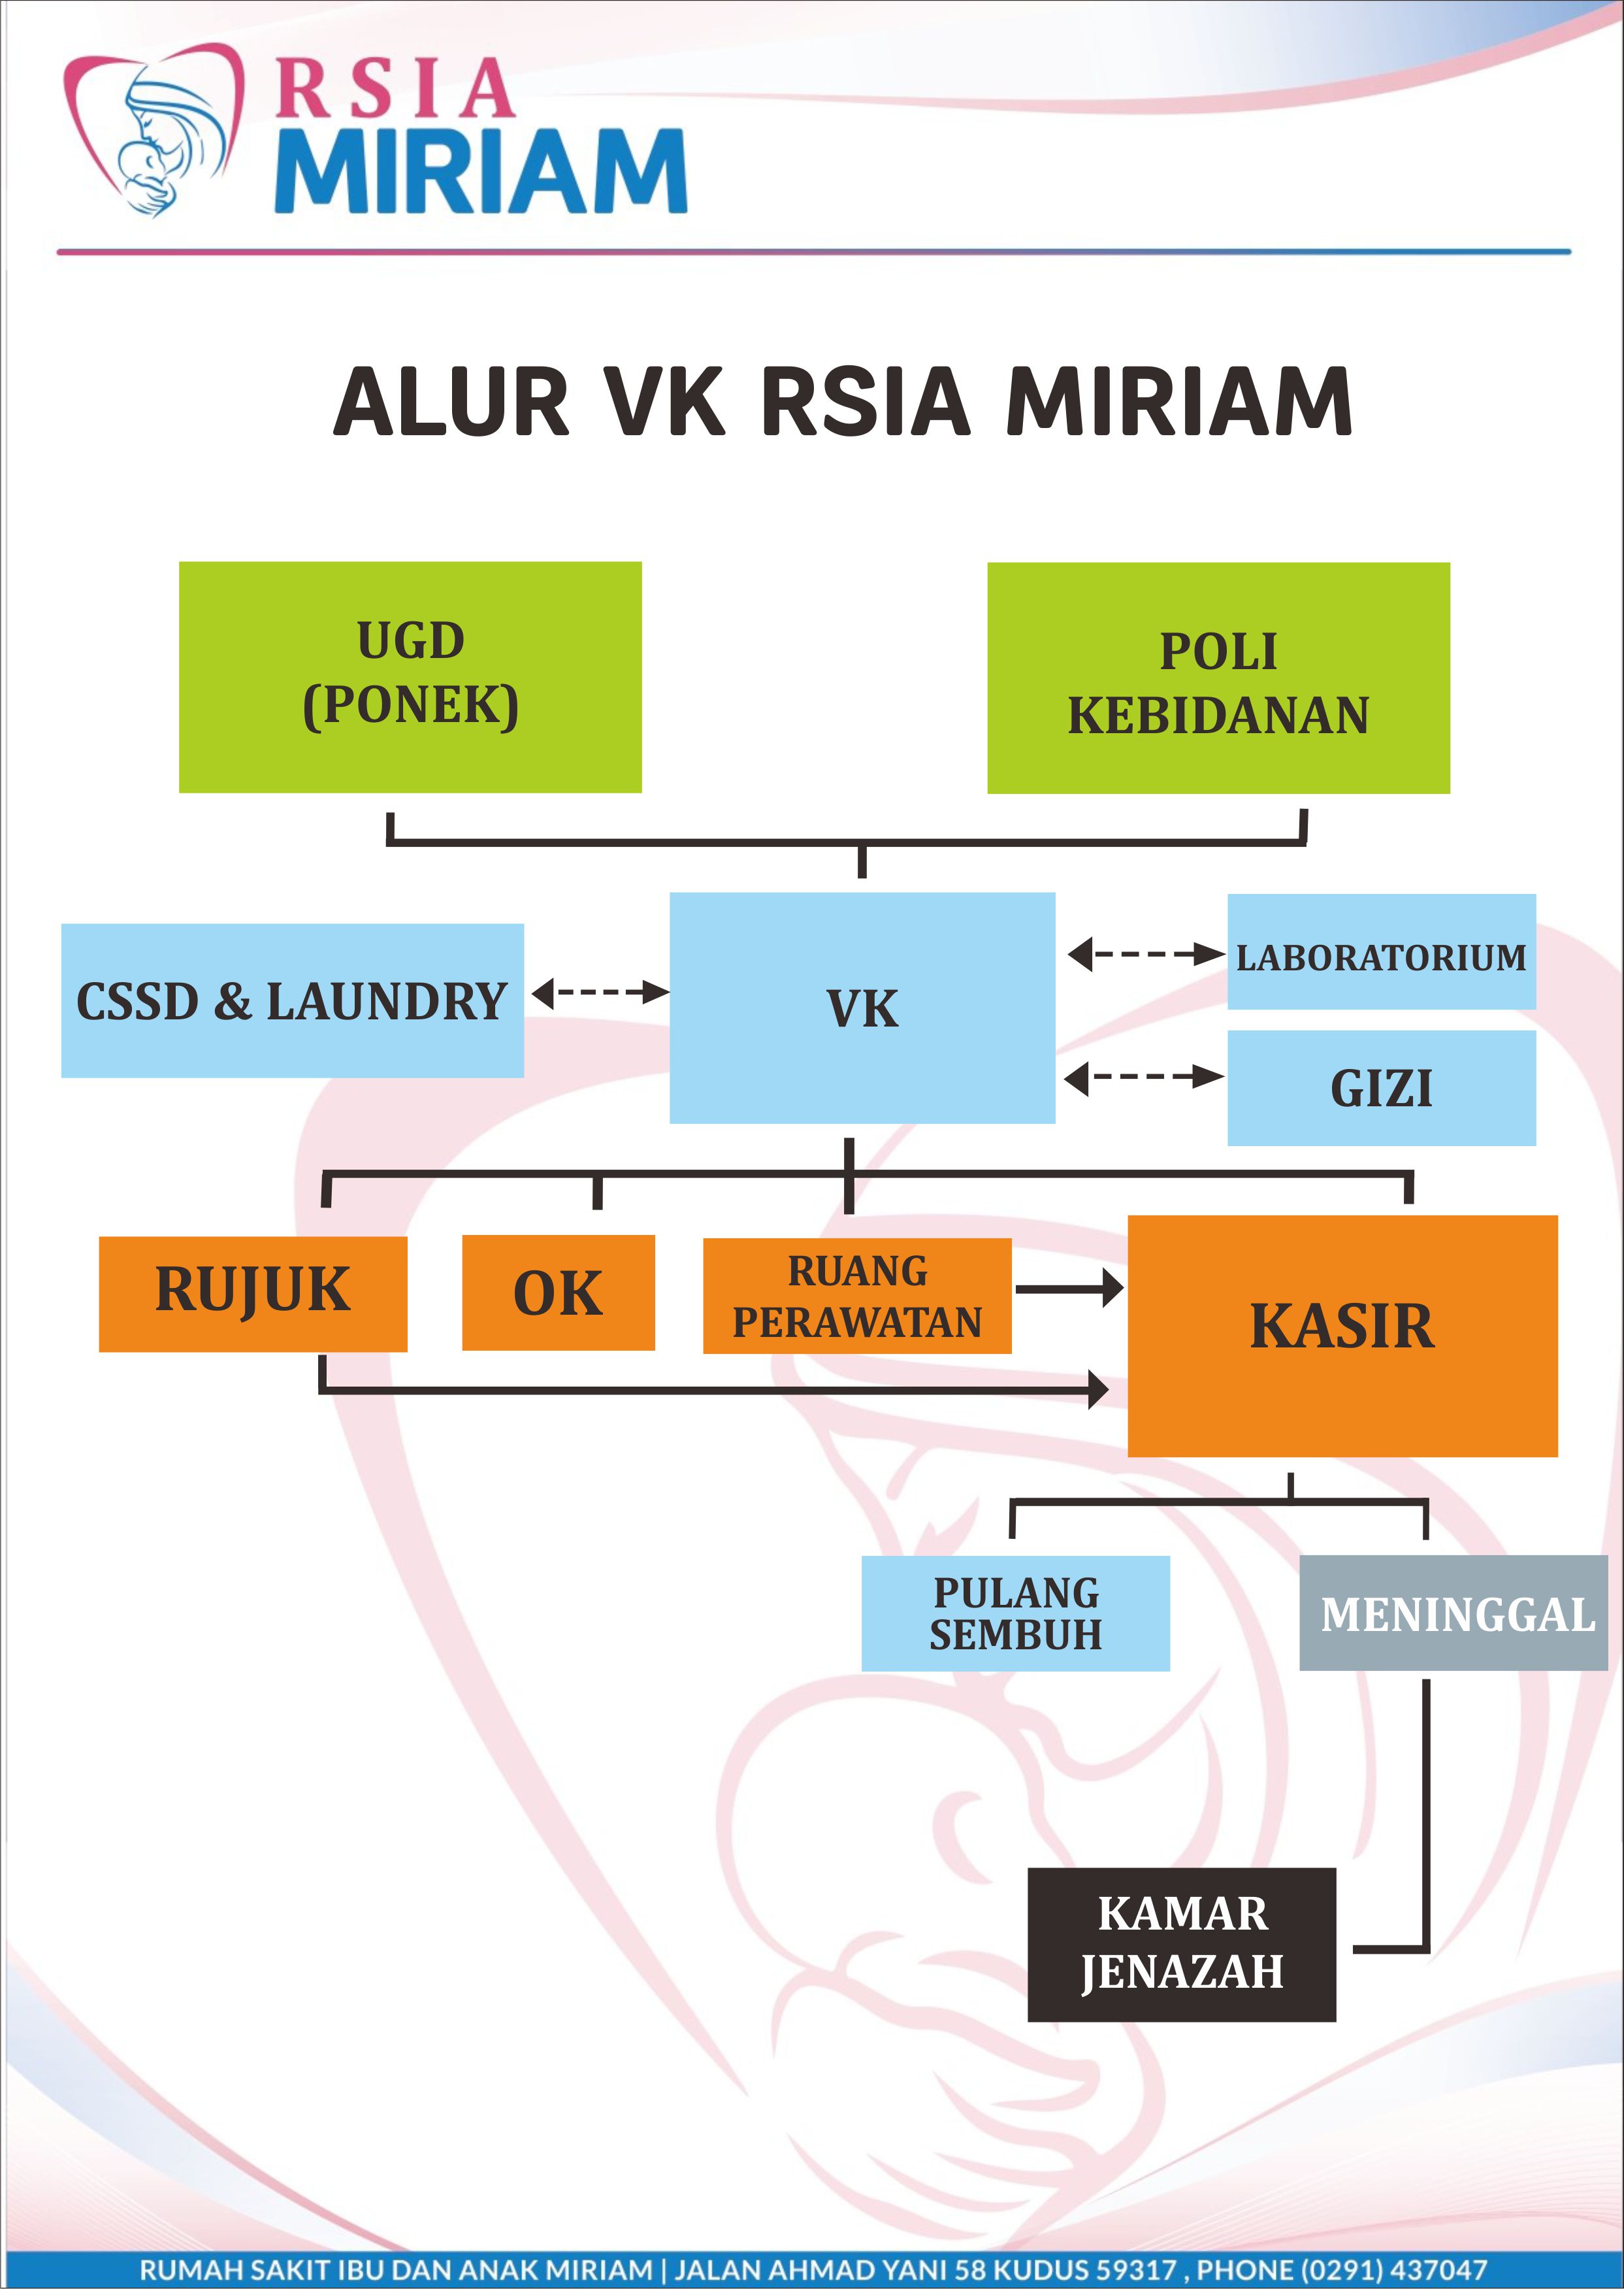 RSIA
MIRIAM
ALUR VK RSIA MIRIAM
UGD
(PONEK)
POLI
KEBIDANAN
CSSD & LAUNDRY
VK
LABORATORIUM
GIZI
RUJUK
OK
RUANG
PERAWATAN
KASIR
PULANG
SEMBUH
MENINGGAL
KAMAR
JENAZAH
RUMAH SAKIT IBU DAN ANAK MIRIAM | JALAN AHMAD YANI 58 KUDUS 59317 , PHONE (0291) 437047